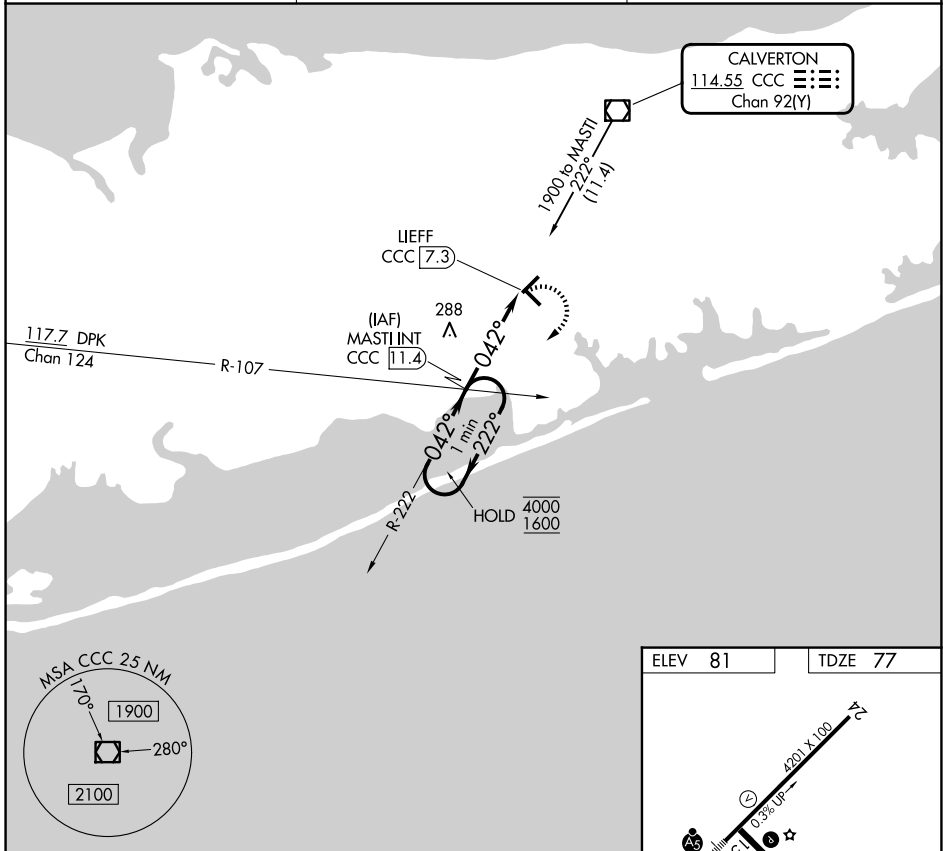 CALVERTON
114.55 CCC
Chan 92(Y)
1900 to MASTI
222°
(11.4)
LIEFF
CCC 7.3
288
(IAF)
MASTI INT
CCC 11.4
042°
117.7 DPK
Chan 124
R-107
042°
1 min
222°
R-222
HOLD 4000
1600
MSA CCC 25 NM
170°
1900
280°
2100
ELEV 81
TDZE 77
24
4201 X 100
0.3% UP
V
A5
P